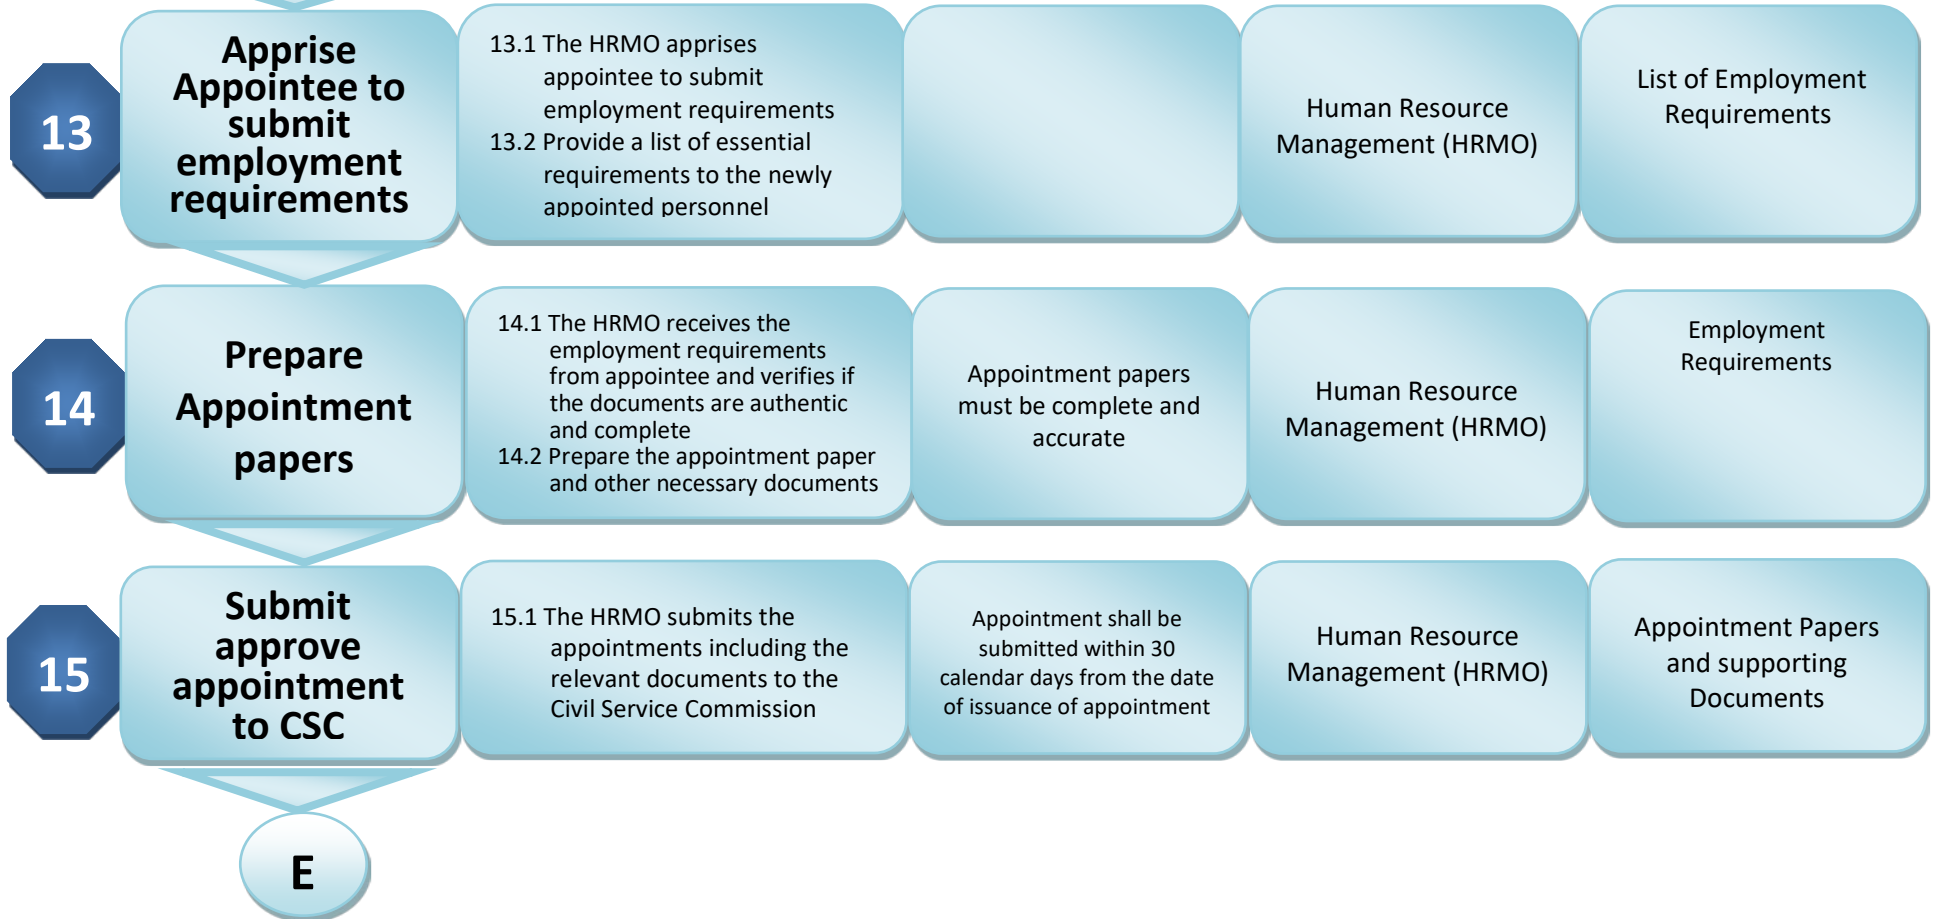 13
Apprise
Appointee to
submit
employment
requirements
13.1 The HRMO apprises
appointee to submit
employment requirements
13.2 Provide a list of essential
requirements to the newly
appointed personnel
Human Resource
Management (HRMO)
List of Employment
Requirements
14
Prepare
Appointment
papers
14.1 The HRMO receives the
employment requirements
from appointee and verifies if
the documents are authentic
and complete
14.2 Prepare the appointment paper
and other necessary documents
Appointment papers
must be complete and
accurate
Human Resource
Management (HRMO)
Employment
Requirements
15
Submit
approve
appointment
to CSC
15.1 The HRMO submits the
appointments including the
relevant documents to the
Civil Service Commission
Appointment shall be
submitted within 30
calendar days from the date
of issuance of appointment
Human Resource
Management (HRMO)
Appointment Papers
and supporting
Documents
E